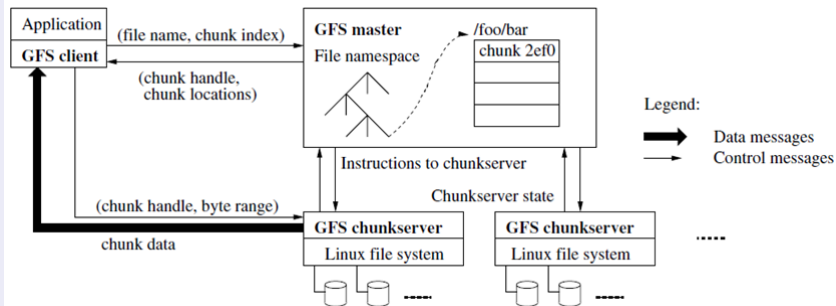 Application
GFS client
(file name, chunk index)
(chunk handle,
chunk locations)
GFS master
File namespace
/foo/bar
chunk 2ef0
Legend:
Data messages
Control messages
Instructions to chunkserver
Chunkserver state
(chunk handle, byte range)
chunk data
GFS chunkserver
Linux file system
GFS chunkserver
Linux file system